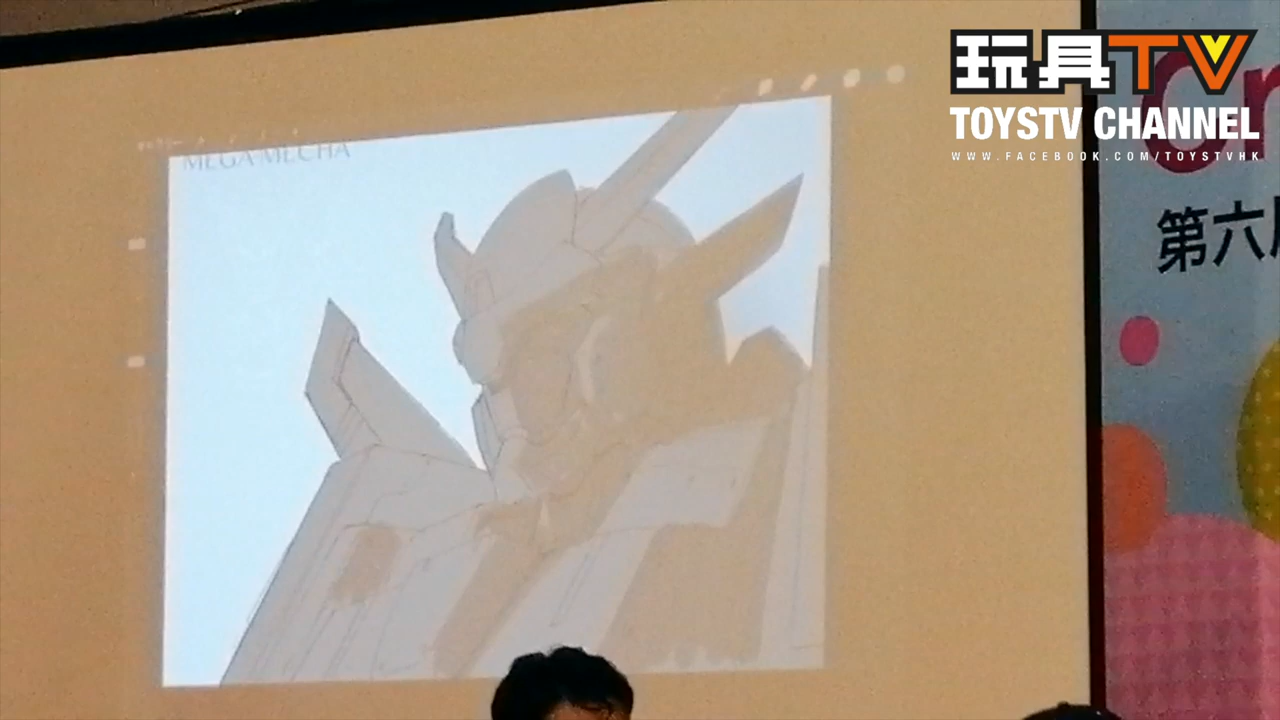 MEGA MECHA
玩具TV
TOYSTV CHANNEL
WWW.FACEBOOK.COM/TOYSTVHK
第六